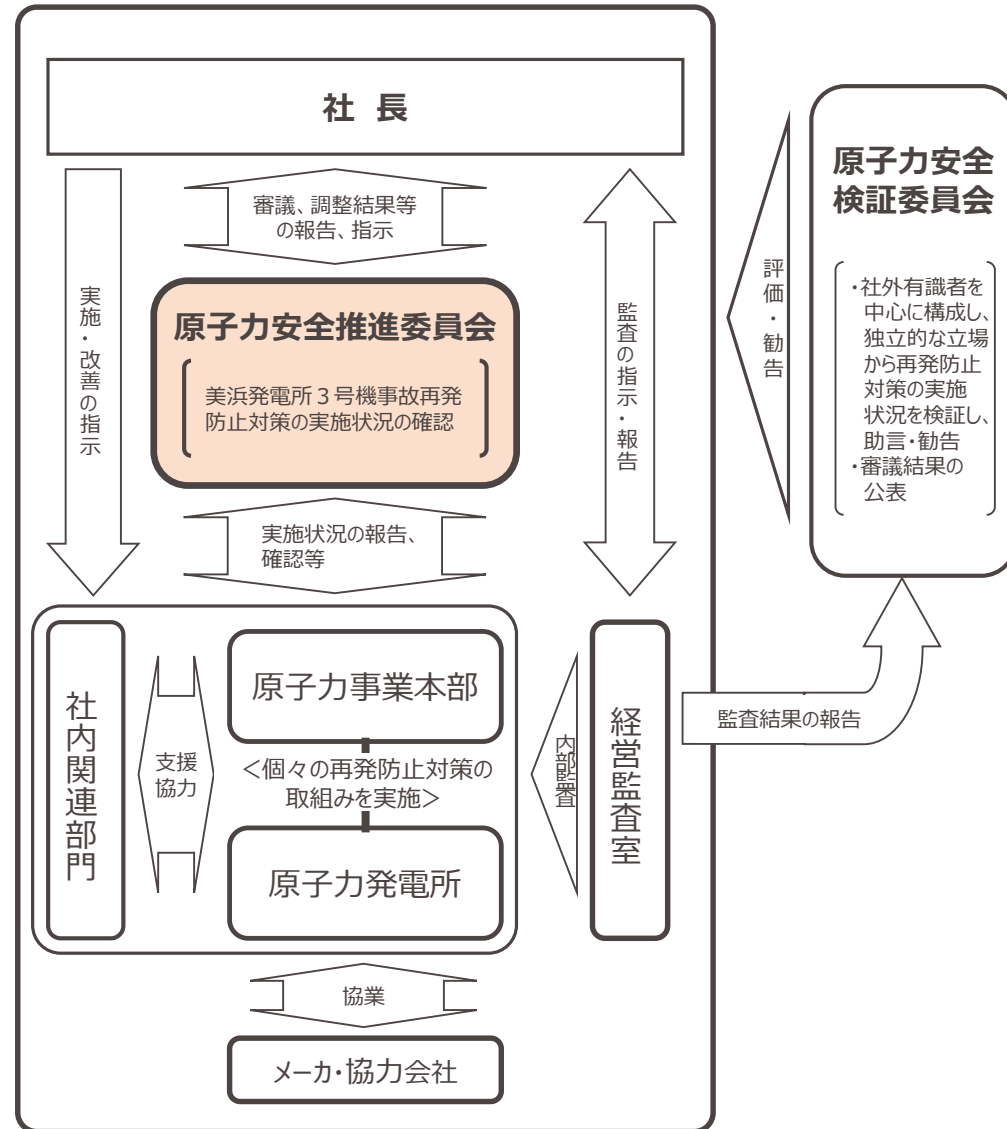 社 長
審議、調整結果等
の報告、指示
実施・改善の指示
原子力安全推進委員会
美浜発電所３号機事故再発
防止対策の実施状況の確認
監査の指示・報告
評価・勧告
原子力安全
検証委員会
・社外有識者を
中心に構成し、
独立的な立場
から再発防止
対策の実施
状況を検証し、
助言・勧告
・審議結果の
公表
実施状況の報告、
確認等
社内関連部門
支援
協力
原子力事業本部
＜個々の再発防止対策の
取組みを実施＞
原子力発電所
内部監査
経営監査室
監査結果の報告
協業
メーカ・協力会社